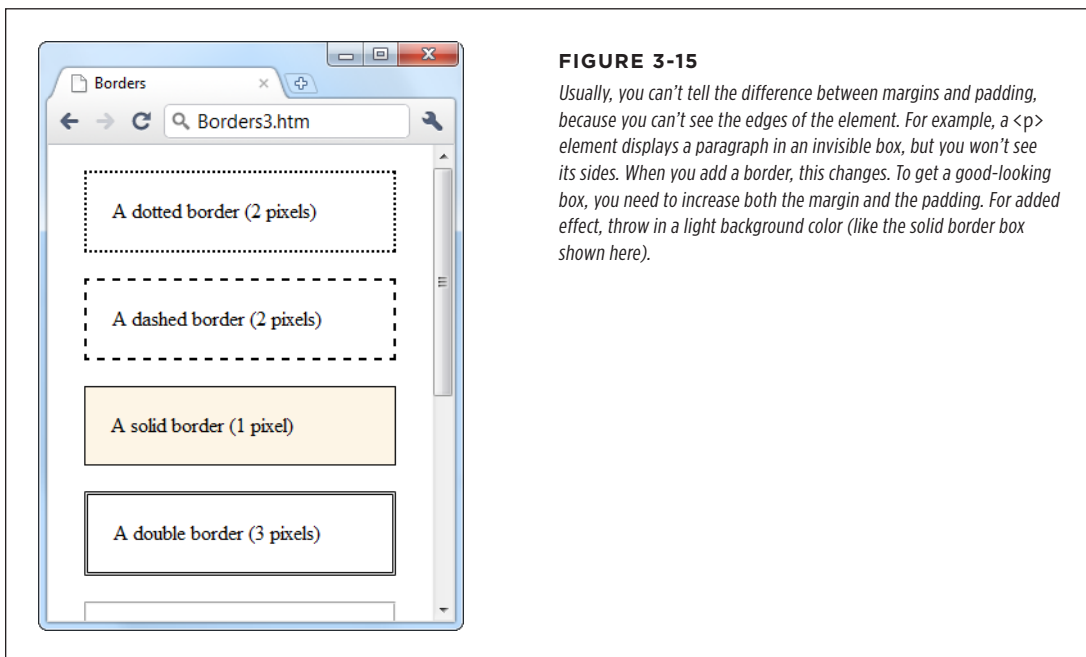 Borders
Borders3.htm
A dotted border (2 pixels)
A dashed border (2 pixels)
A solid border (1 pixel)
A double border (3 pixels)
FIGURE 3-15
Usually, you can’t tell the difference between margins and padding,
because you can’t see the edges of the element. For example, a <p>
element displays a paragraph in an invisible box, but you won’t see
its sides. When you add a border, this changes. To get a good-looking
box, you need to increase both the margin and the padding. For added
effect, throw in a light background color (like the solid border box
shown here).